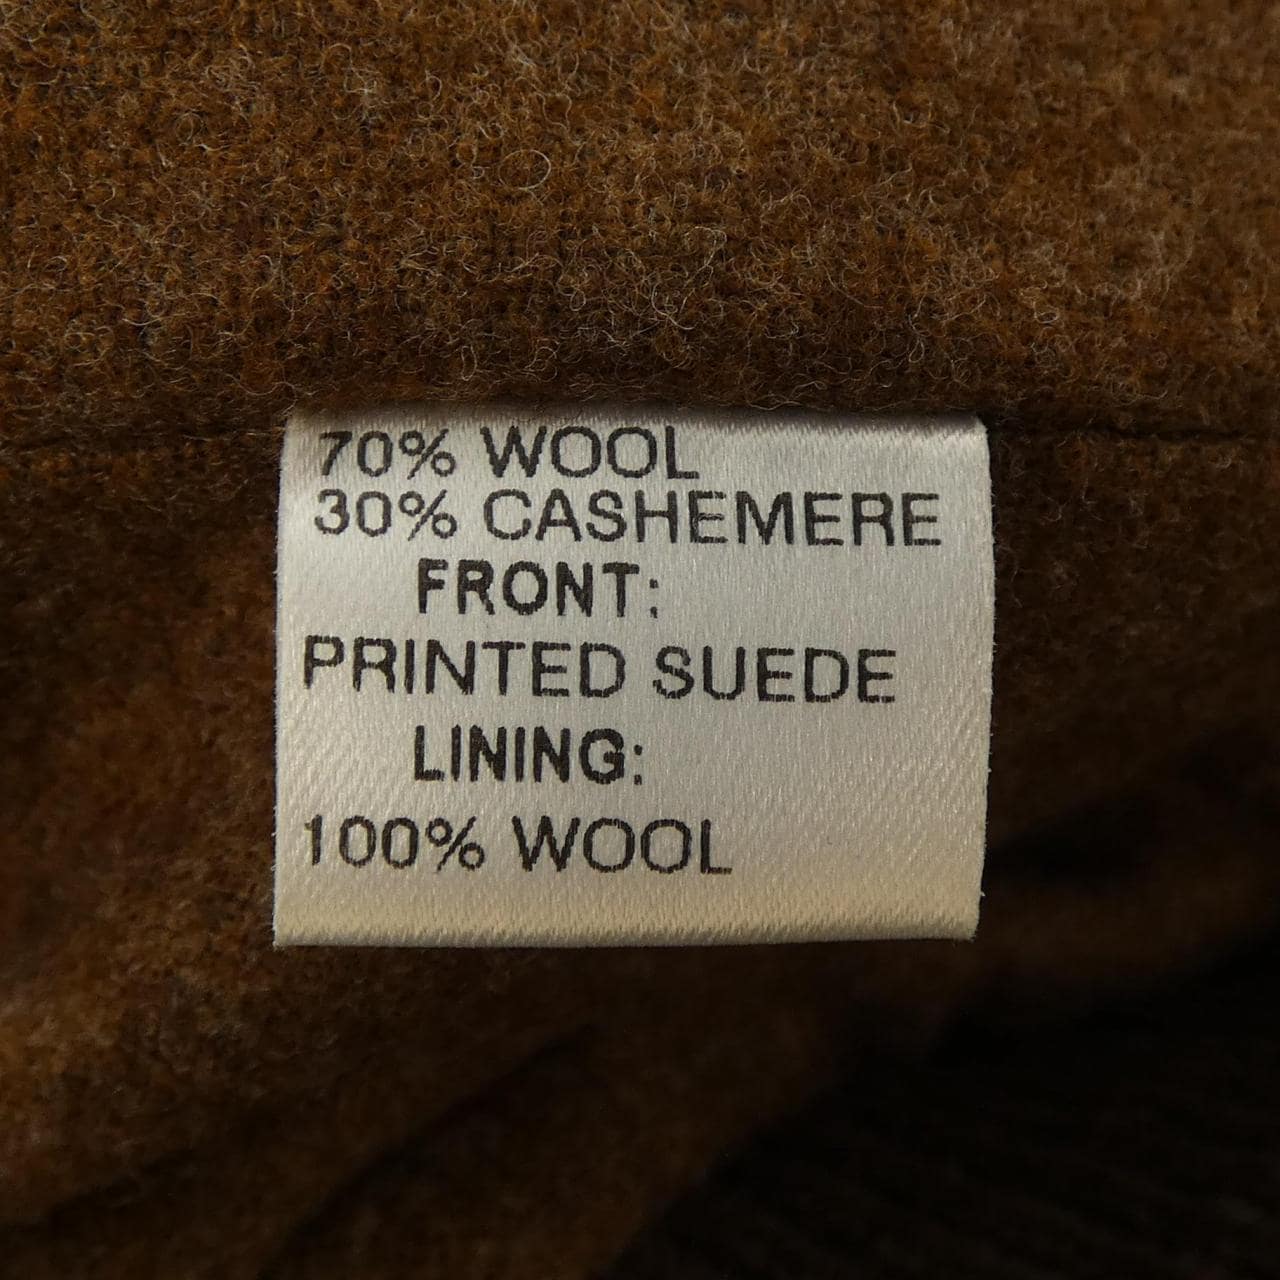 70% WOOL
30% CASHEMERE
FRONT:
PRINTED SUEDE
LINING:
100% WOOL